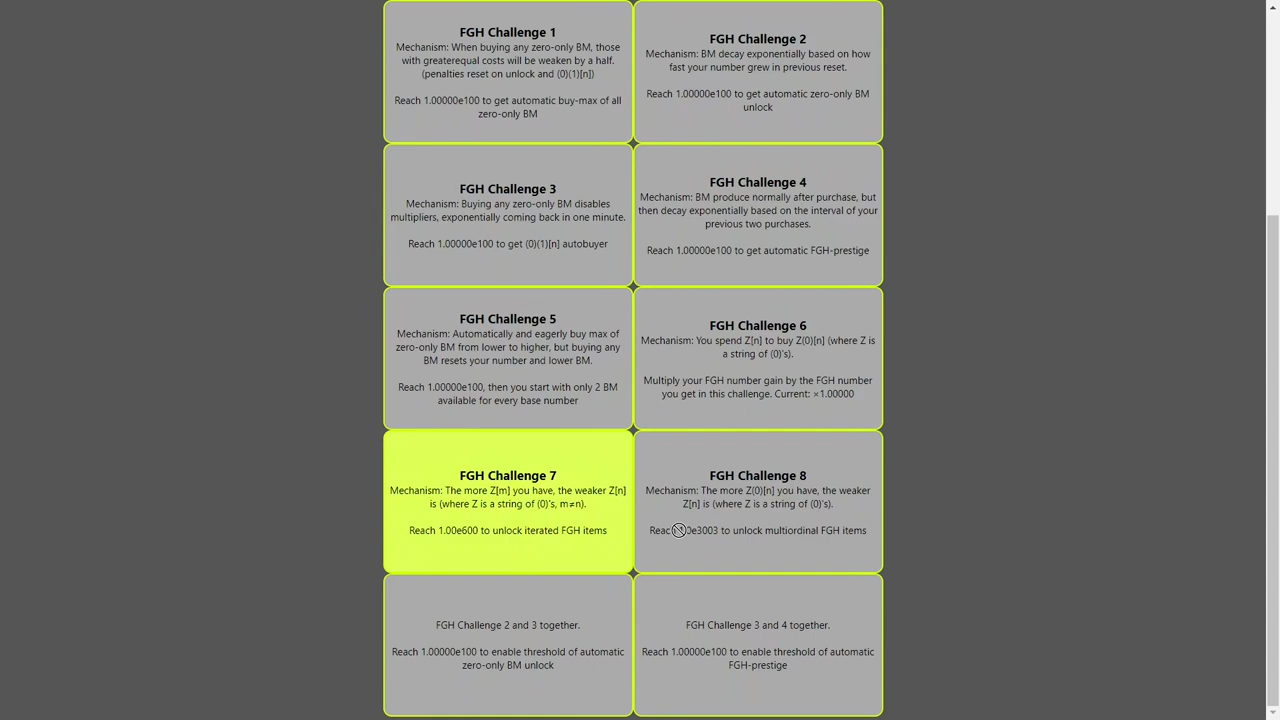 FGH Challenge 1
Mechanism: When buying any zero-only BM, those
with greaterequal costs will be weaken by a half.
(penalties reset on unlock and (0)(1)[n])
Reach 1.00000e100 to get automatic buy-max of all
zero-only BM
FGH Challenge 2
Mechanism: BM decay exponentially based on how
fast your number grew in previous reset.
Reach 1.00000e100 to get automatic zero-only BM
unlock
FGH Challenge 3
Mechanism: Buying any zero-only BM disables
multipliers, exponentially coming back in one minute.
Reach 1.00000e100 to get (0)(1)[n] autobuyer
FGH Challenge 4
Mechanism: BM produce normally after purchase, but
then decay exponentially based on the interval of your
previous two purchases.
Reach 1.00000e100 to get automatic FGH-prestige
FGH Challenge 5
Mechanism: Automatically and eagerly buy max of
zero-only BM from lower to higher, but buying any
BM resets your number and lower BM.
Reach 1.00000e100, then you start with only 2 BM
available for every base number
FGH Challenge 6
Mechanism: You spend Z[n] to buy Z(0)[n] (where Z is
a string of (0)'s).
Multiply your FGH number gain by the FGH number
you get in this challenge. Current: ×1.00000
FGH Challenge 7
Mechanism: The more Z[m] you have, the weaker Z[n]
is (where Z is a string of (0)'s, m≠n).
Reach 1.00e600 to unlock iterated FGH items
FGH Challenge 8
Mechanism: The more Z(0)[n] you have, the weaker
Z[n] is (where Z is a string of (0)'s).
to unlock multiordinal FGH items
FGH Challenge 2 and 3 together.
Reach 1.00000e100 to enable threshold of automatic
zero-only BM unlock
FGH Challenge 3 and 4 together.
Reach 1.00000e100 to enable threshold of automatic
FGH-prestige